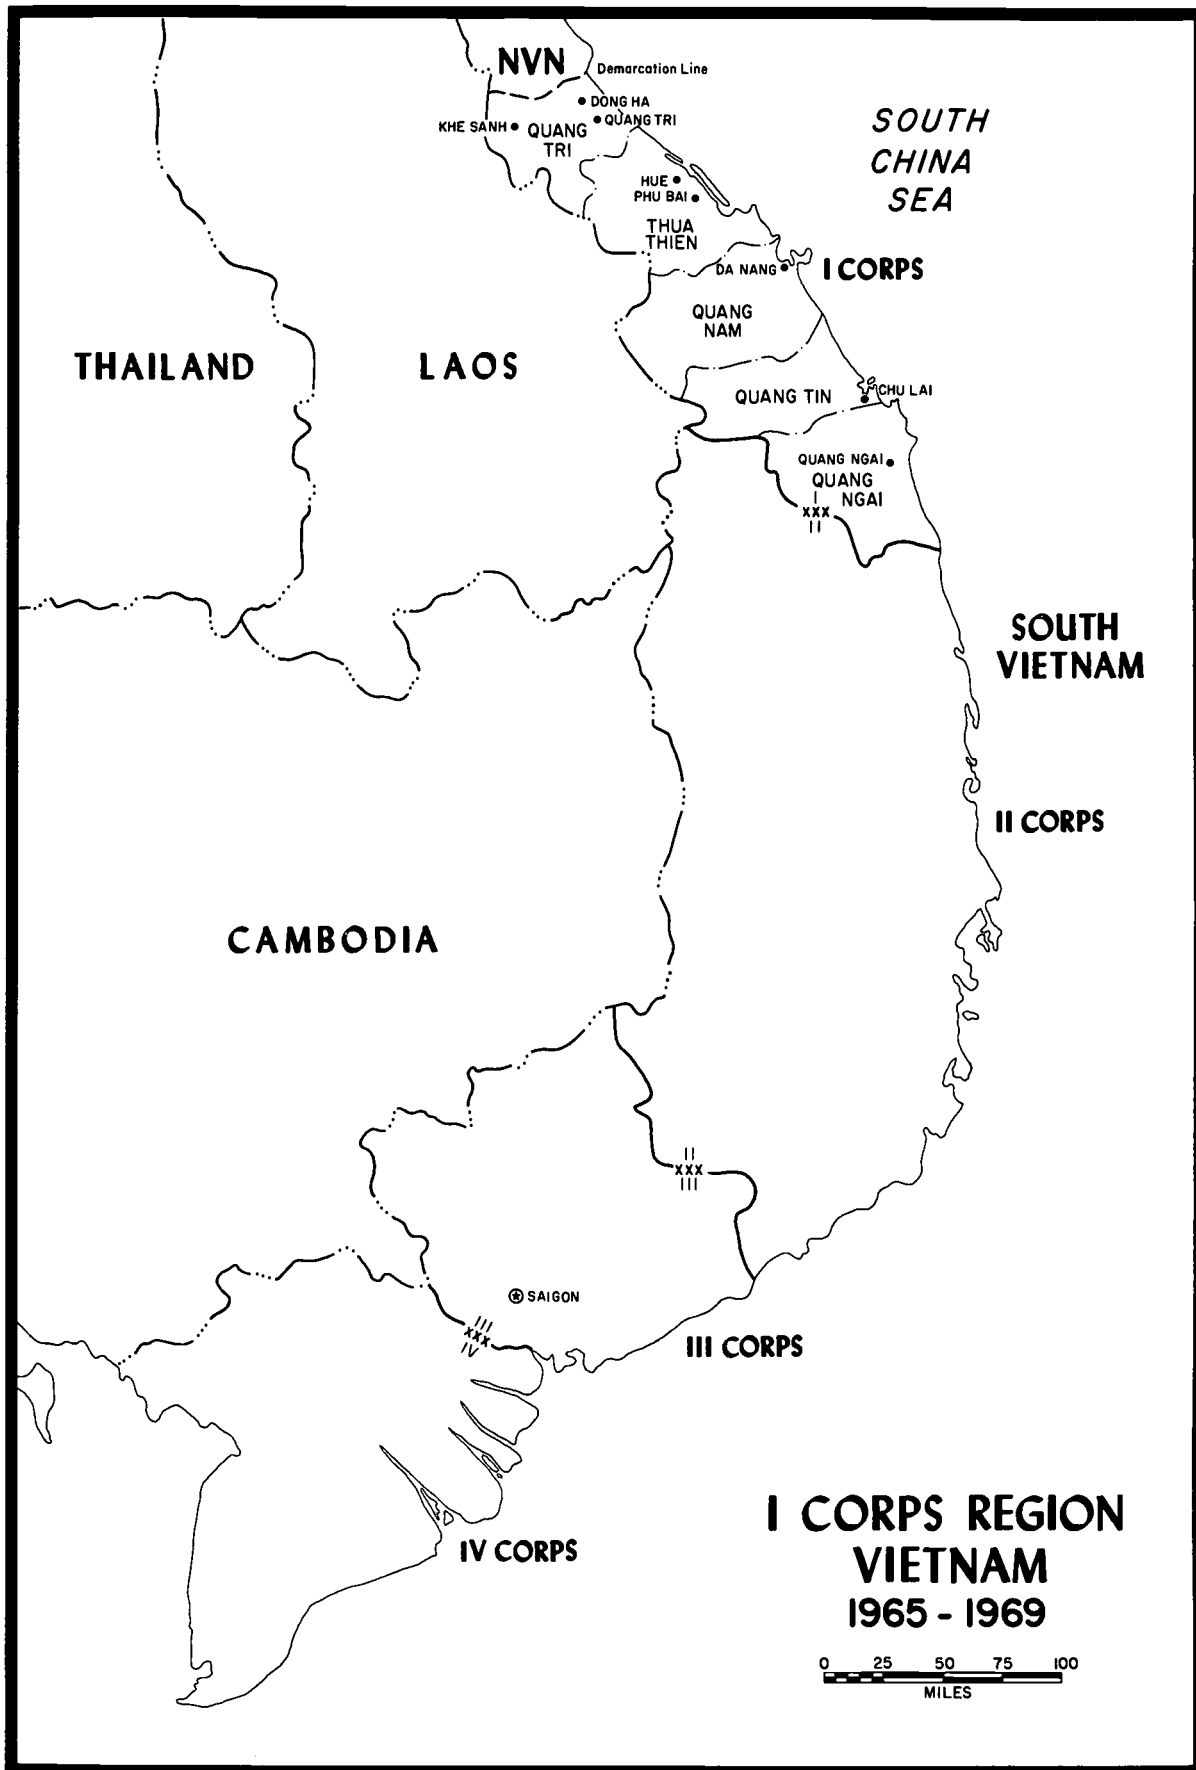 NVN
Demarcation Line
DONG HA
QUANG TRI
KHE SANH
QUANG
TRI
SOUTH
CHINA
SEA
HUE
PHU BAI
THUA
THIEN
DA NANG
I CORPS
QUANG
NAM
THAILAND
LAOS
QUANG TIN
CHU LAI
QUANG NGAI
QUANG
NGAI
I
XXX
II
SOUTH
VIETNAM
II CORPS
CAMBODIA
II
XXX
III
SAIGON
III
XXX
IV
III CORPS
IV CORPS
I CORPS REGION
VIETNAM
1965 - 1969
0 25 50 75 100
MILES